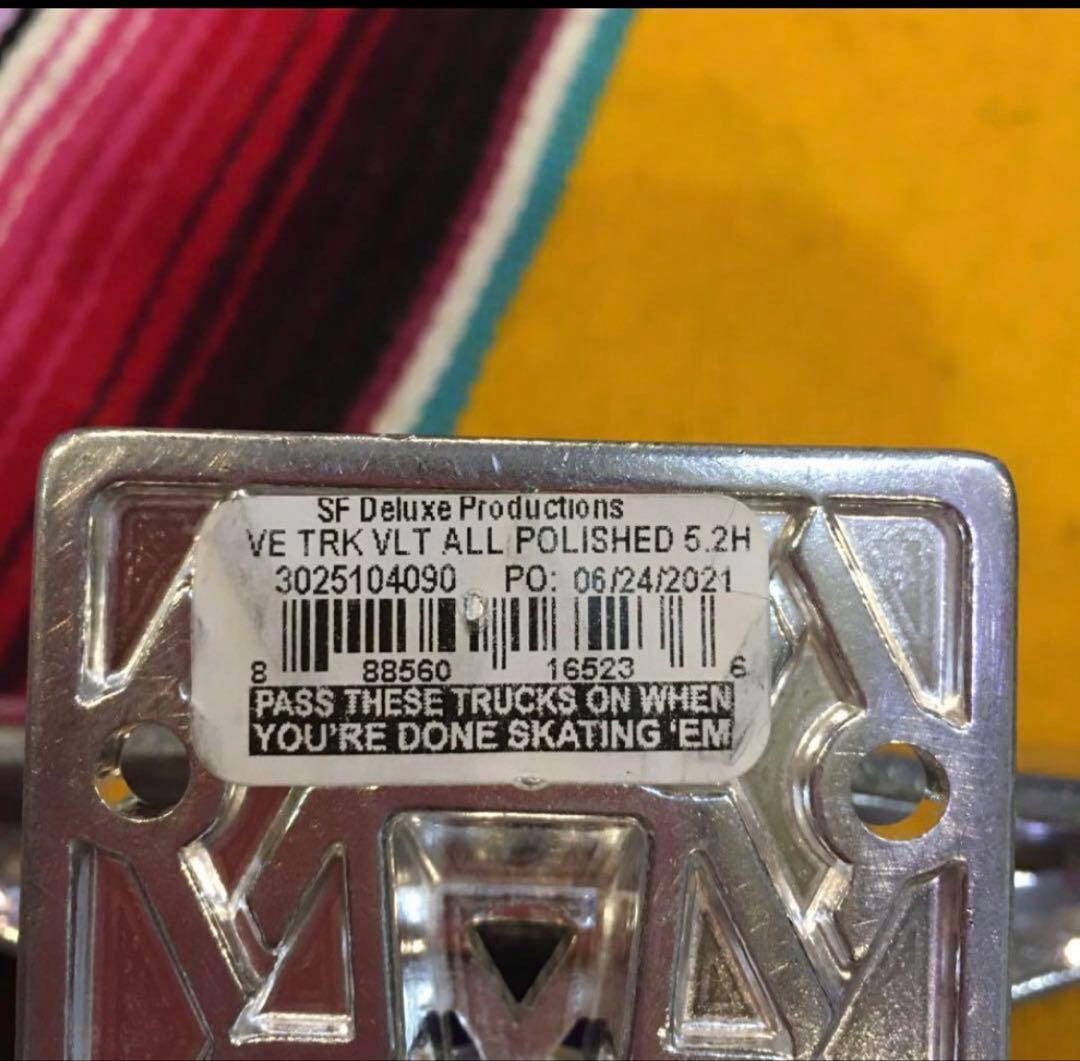 SF Deluxe Productions
VE TRK VLT ALL POLISHED 5.2H
3025104090 PO: 06/24/2021
8 88560 16523 6
PASS THESE TRUCKS ON WHEN
YOU'RE DONE SKATING 'EM